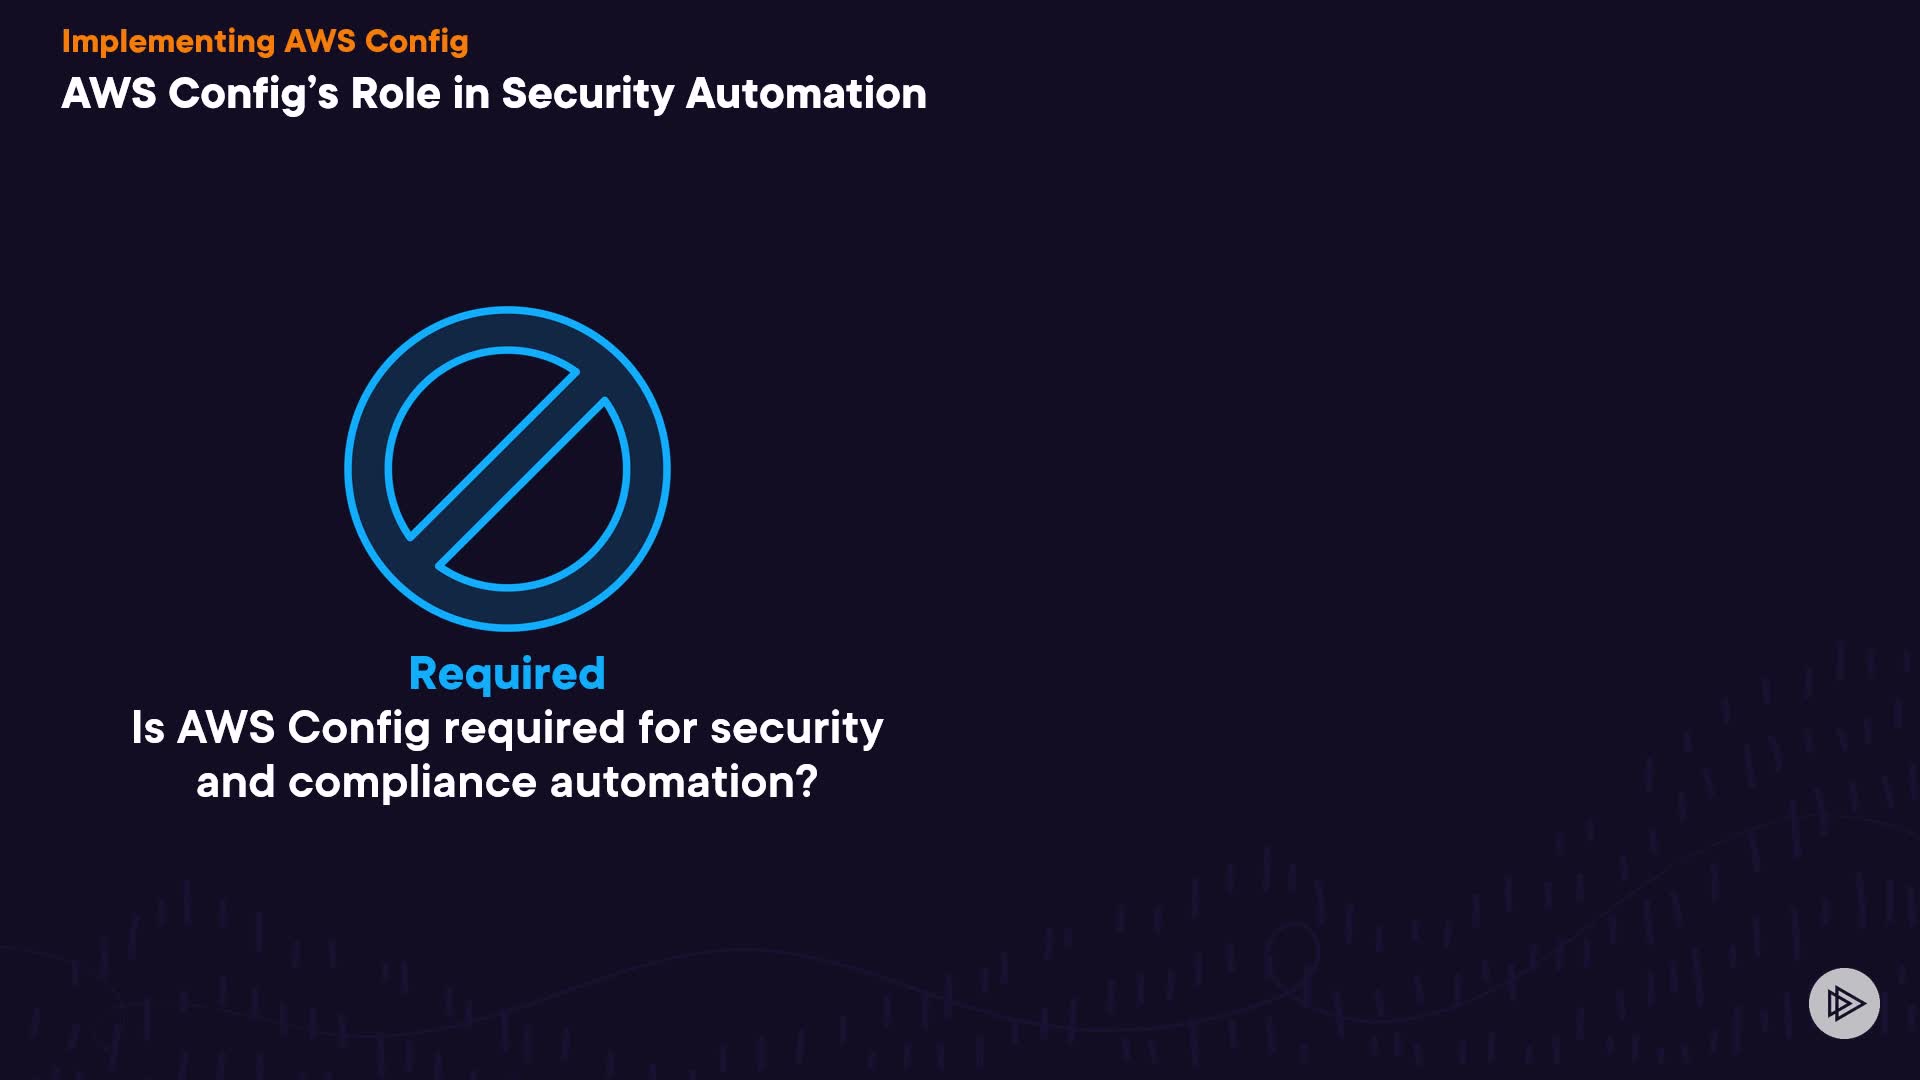 Implementing AWS Config
AWS Config’s Role in Security Automation
Required
Is AWS Config required for security
and compliance automation?